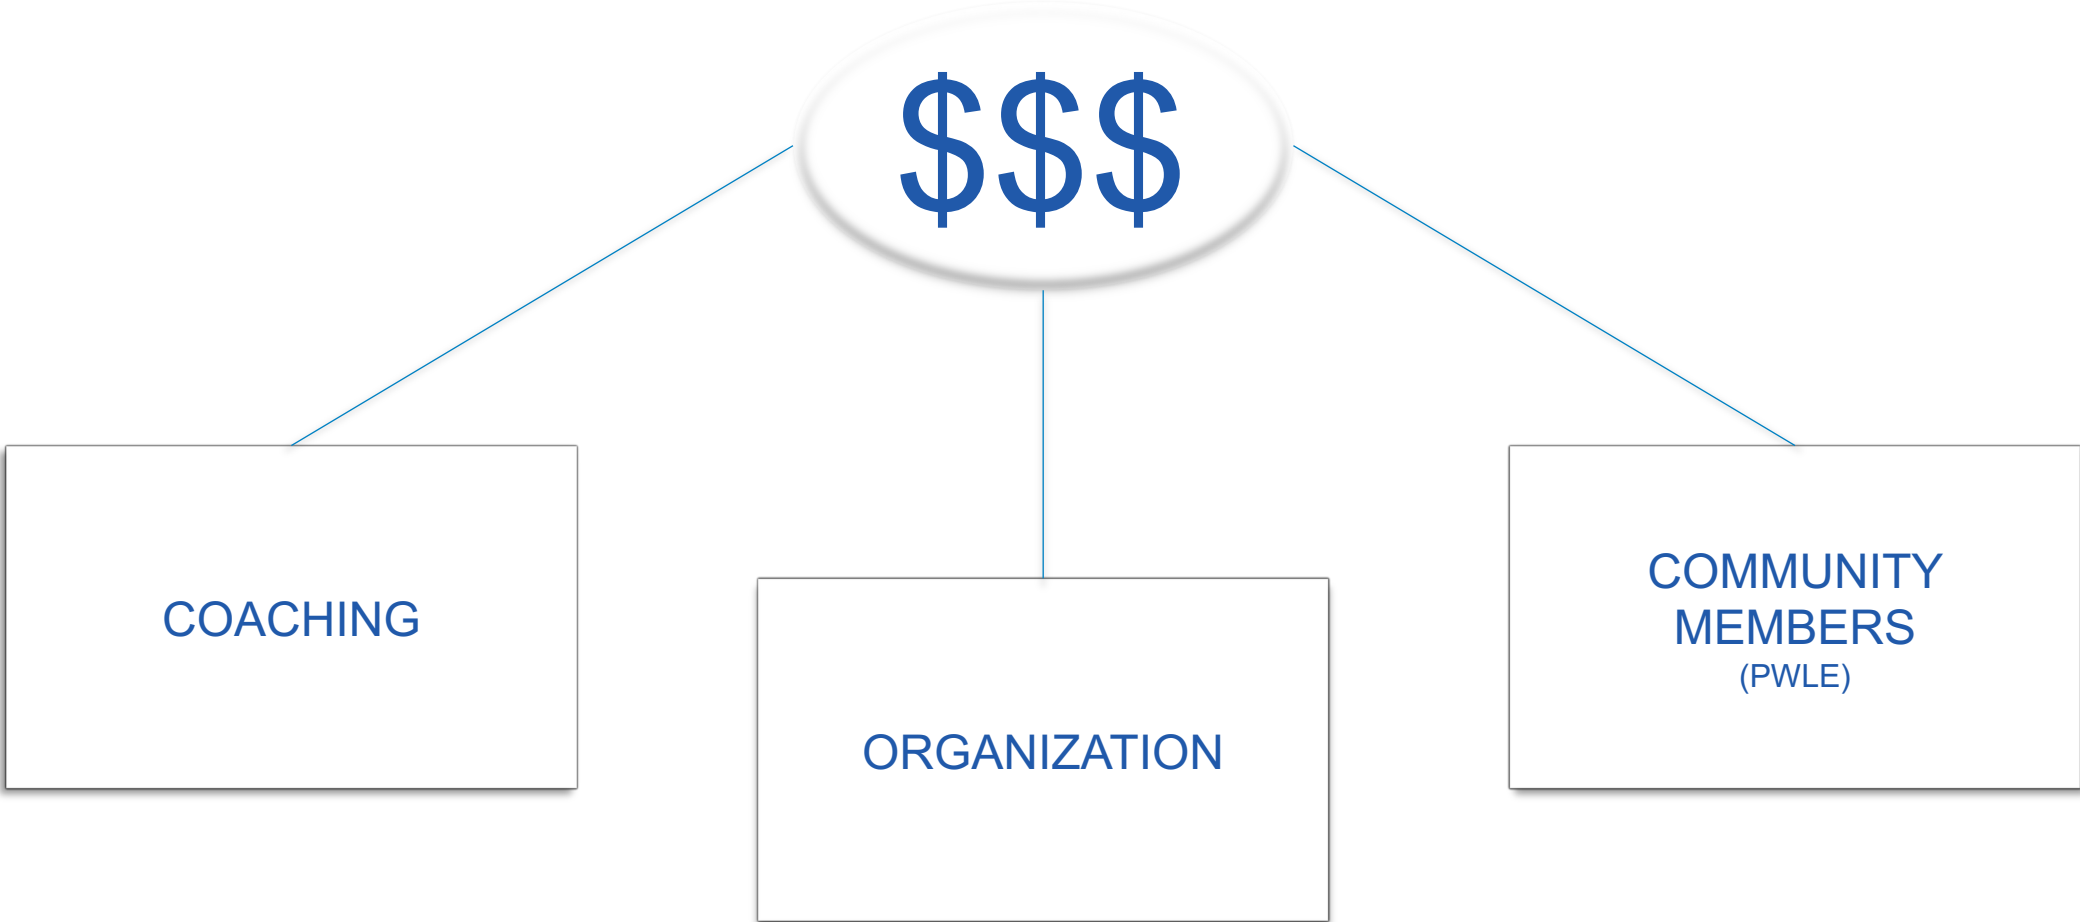 $$$
COACHING
ORGANIZATION
COMMUNITY
MEMBERS
(PWLE)